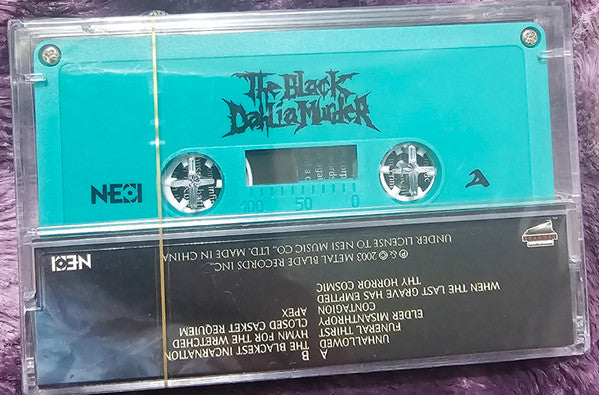 The Black
Dahlia Murder
NESI
100 50 0
A
A
UNHALLOWED
FUNERAL THIRST
ELDER MISANTHROPY
CONTAGION
WHEN THE LAST GRAVE HAS EMPTIED
THY HORROR COSMIC
B
THE BLACKEST INCARNATION
HYMN FOR THE WRETCHED
CLOSED CASKET REQUIEM
APEX
℗ & © 2003 METAL BLADE RECORDS INC.
UNDER LICENSE TO NESI MUSIC CO., LTD. MADE IN CHINA
NESI